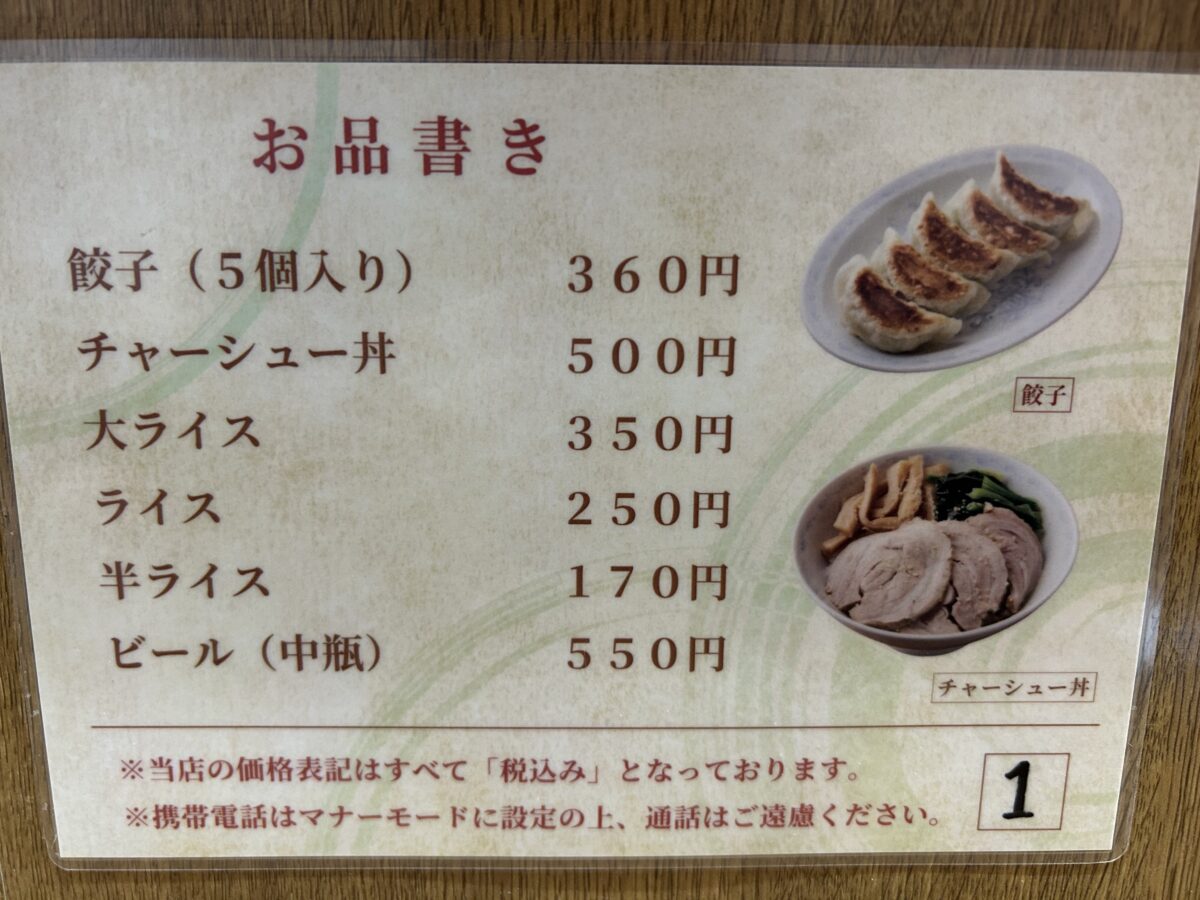 お品書き
餃子（５個入り） ３６０円
チャーシュー丼 ５００円
大ライス ３５０円
ライス ２５０円
半ライス １７０円
ビール（中瓶） ５５０円
餃子
チャーシュー丼
※当店の価格表記はすべて「税込み」となっております。
※携帯電話はマナーモードに設定の上、通話はご遠慮ください。
1